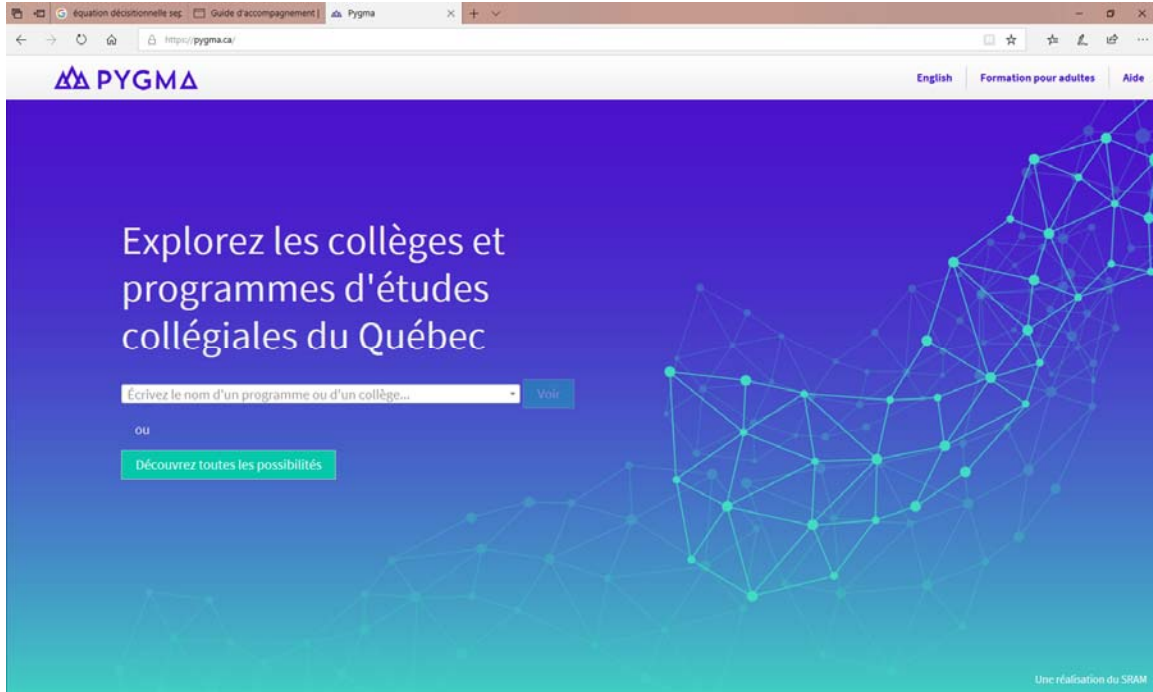 équation décisitionnelle sep
Guide d'accompagnement |
Pygma
https://pygma.ca/
PYGMA
English
Formation pour adultes
Aide
Explorez les collèges et
programmes d'études
collégiales du Québec
Écrivez le nom d'un programme ou d'un collège...
Voir
ou
Découvrez toutes les possibilités
Une réalisation du SRAM